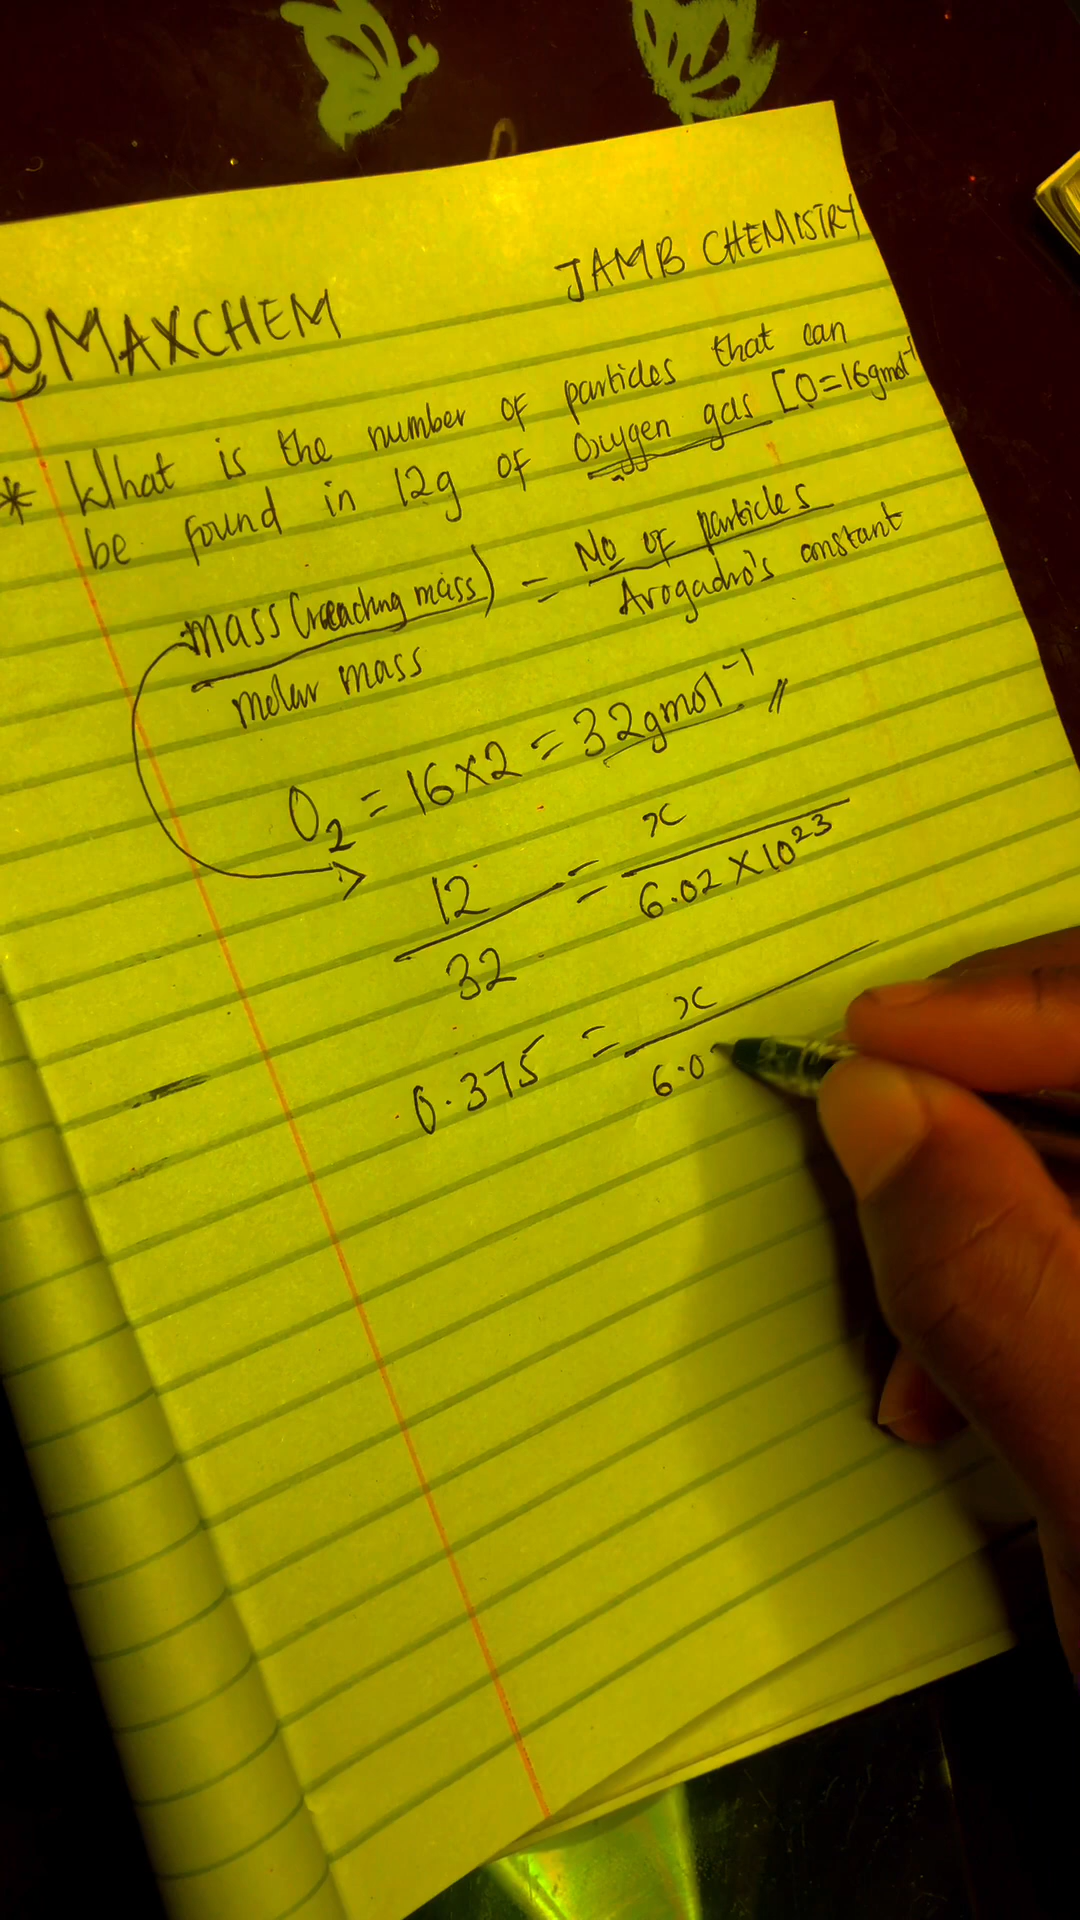 @MAXCHEM JAMB CHEMISTRY
* What is the number of particles that can
be found in 12g of Oxygen gas [O=16gmol⁻¹
mass (reacting mass) = No of particles
molar mass Avogadro's constant
O₂ = 16×2 = 32gmol⁻¹ //
12 = x
32 6.02 × 10²³
0.375 = x
6.0